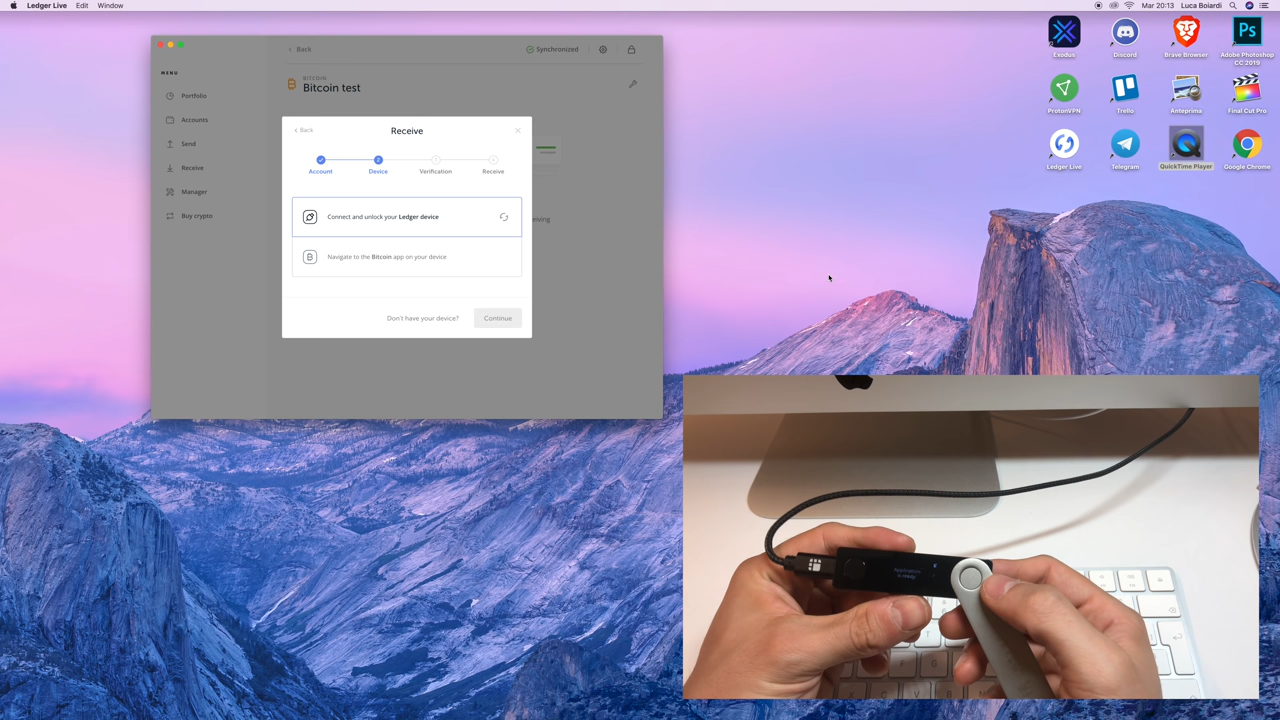 Ledger Live Edit Window
Mar 20:13 Luca Boiardi
Exodus
Discord
Brave Browser
Adobe Photoshop
CC 2019
ProtonVPN
Trello
Anteprima
Final Cut Pro
Ledger Live
Telegram
QuickTime Player
Google Chrome
Back
Synchronized
MENU
Portfolio
Accounts
Send
Receive
Manager
Buy crypto
BITCOIN
Bitcoin test
eiving
Back
Receive
Account
Device
Verification
Receive
Connect and unlock your Ledger device
Navigate to the Bitcoin app on your device
Don't have your device?
Continue